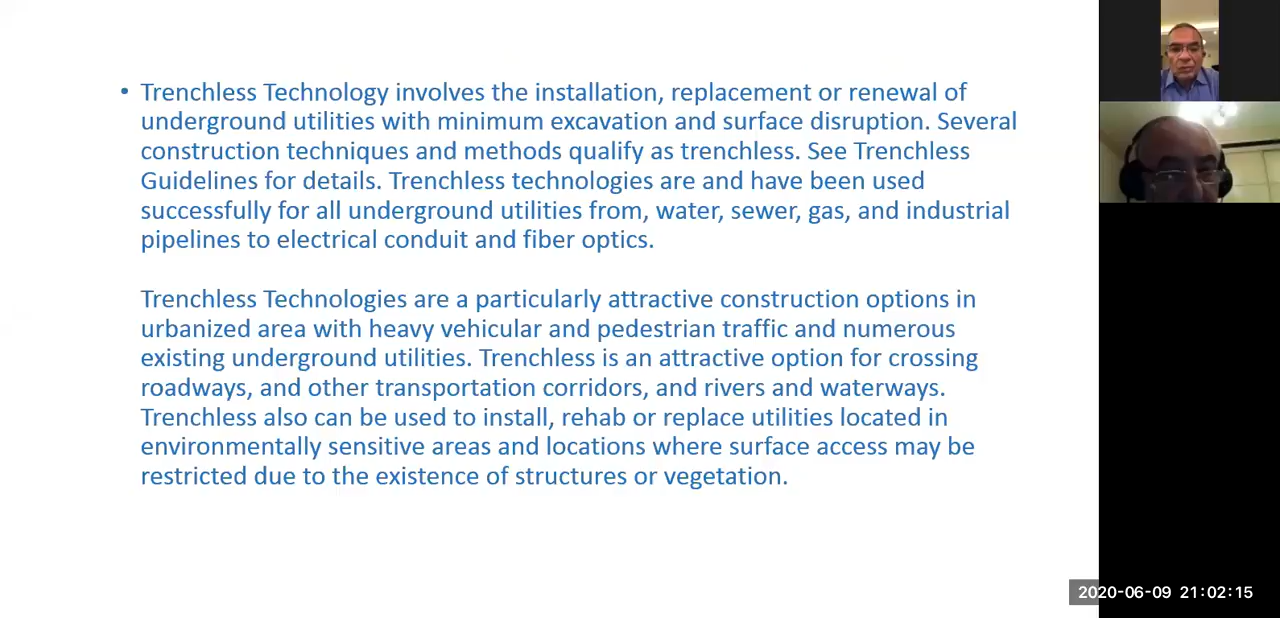 • Trenchless Technology involves the installation, replacement or renewal of
underground utilities with minimum excavation and surface disruption. Several
construction techniques and methods qualify as trenchless. See Trenchless
Guidelines for details. Trenchless technologies are and have been used
successfully for all underground utilities from, water, sewer, gas, and industrial
pipelines to electrical conduit and fiber optics.
Trenchless Technologies are a particularly attractive construction options in
urbanized area with heavy vehicular and pedestrian traffic and numerous
existing underground utilities. Trenchless is an attractive option for crossing
roadways, and other transportation corridors, and rivers and waterways.
Trenchless also can be used to install, rehab or replace utilities located in
environmentally sensitive areas and locations where surface access may be
restricted due to the existence of structures or vegetation.
2020-06-09 21:02:15